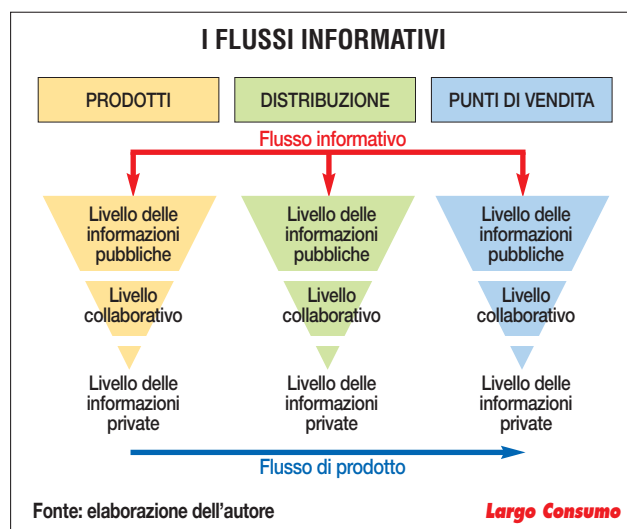 I FLUSSI INFORMATIVI
PRODOTTI
DISTRIBUZIONE
PUNTI DI VENDITA
Flusso informativo
Livello delle
informazioni
pubbliche
Livello
collaborativo
Livello delle
informazioni
private
Livello delle
informazioni
pubbliche
Livello
collaborativo
Livello delle
informazioni
private
Livello delle
informazioni
pubbliche
Livello
collaborativo
Livello delle
informazioni
private
Flusso di prodotto
Fonte: elaborazione dell'autore
Largo Consumo